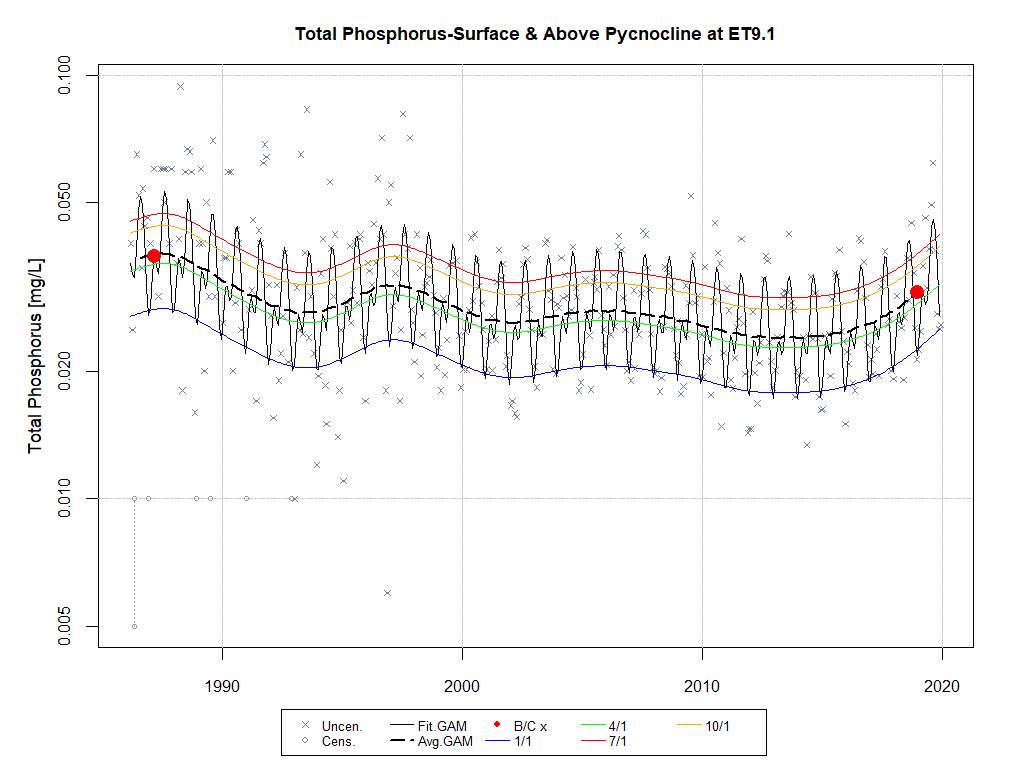 Total Phosphorus-Surface & Above Pycnocline at ET9.1
Total Phosphorus [mg/L]
0.100
0.050
0.020
0.010
0.005
1990 2000 2010 2020
Uncen. Fit.GAM B/C x 4/1 10/1
Cens. Avg.GAM 1/1 7/1